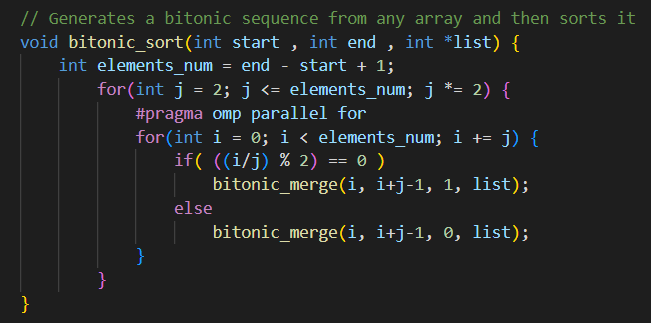 // Generates a bitonic sequence from any array and then sorts it
void bitonic_sort(int start , int end , int *list) {
    int elements_num = end - start + 1;
        for(int j = 2; j <= elements_num; j *= 2) {
            #pragma omp parallel for
            for(int i = 0; i < elements_num; i += j) {
                if( ((i/j) % 2) == 0 )
                    bitonic_merge(i, i+j-1, 1, list);
                else
                    bitonic_merge(i, i+j-1, 0, list);
            }
        }
}